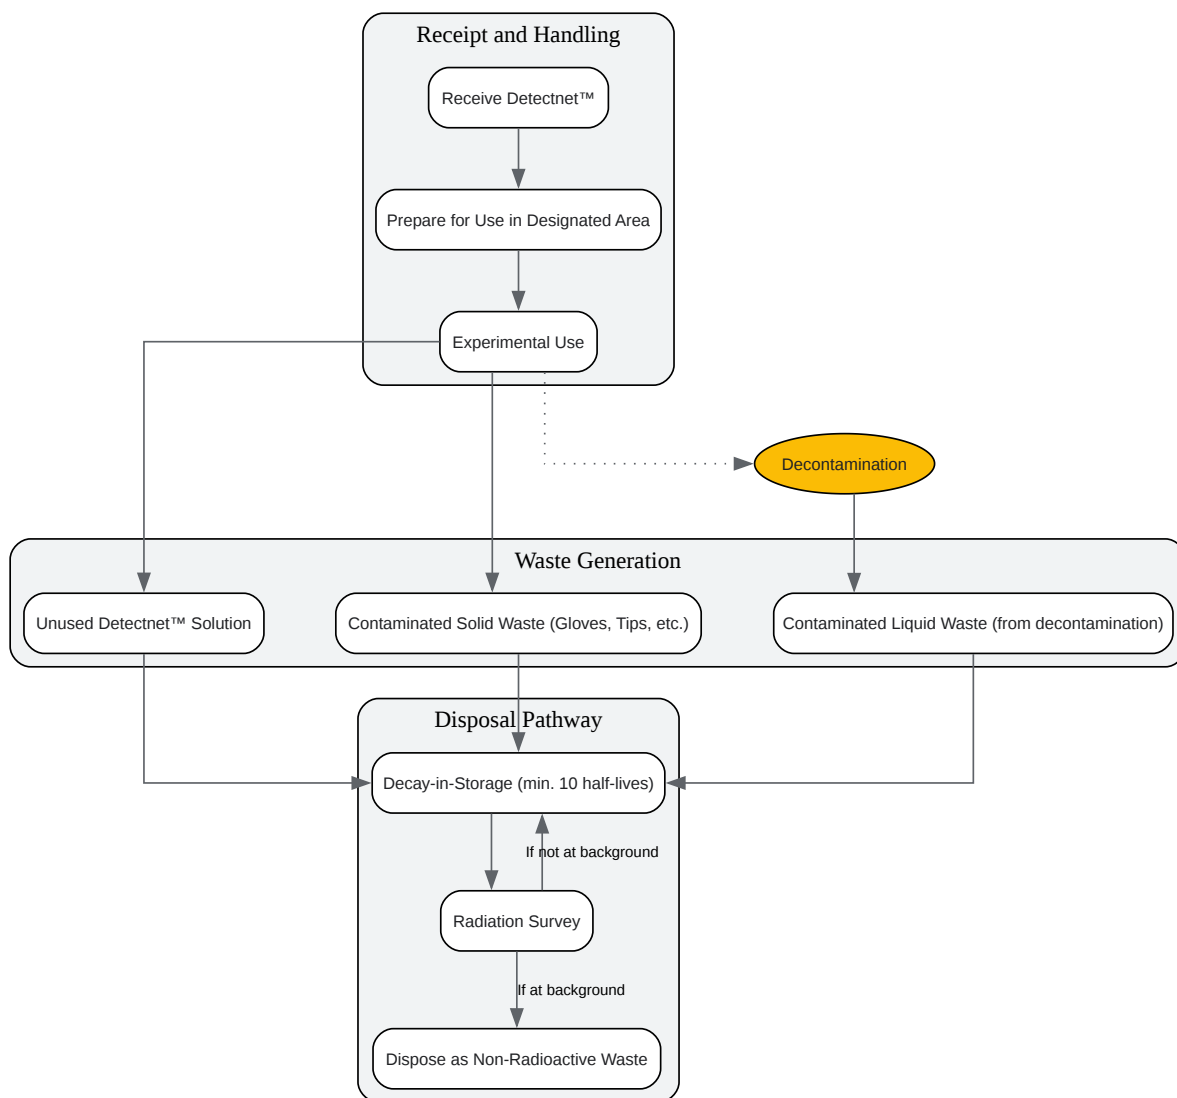 Receipt and Handling
Receive Detectnet™
Prepare for Use in Designated Area
Experimental Use
Decontamination
Waste Generation
Unused Detectnet™ Solution
Contaminated Solid Waste (Gloves, Tips, etc.)
Contaminated Liquid Waste (from decontamination)
Disposal Pathway
Decay-in-Storage (min. 10 half-lives)
If not at background
Radiation Survey
If at background
Dispose as Non-Radioactive Waste